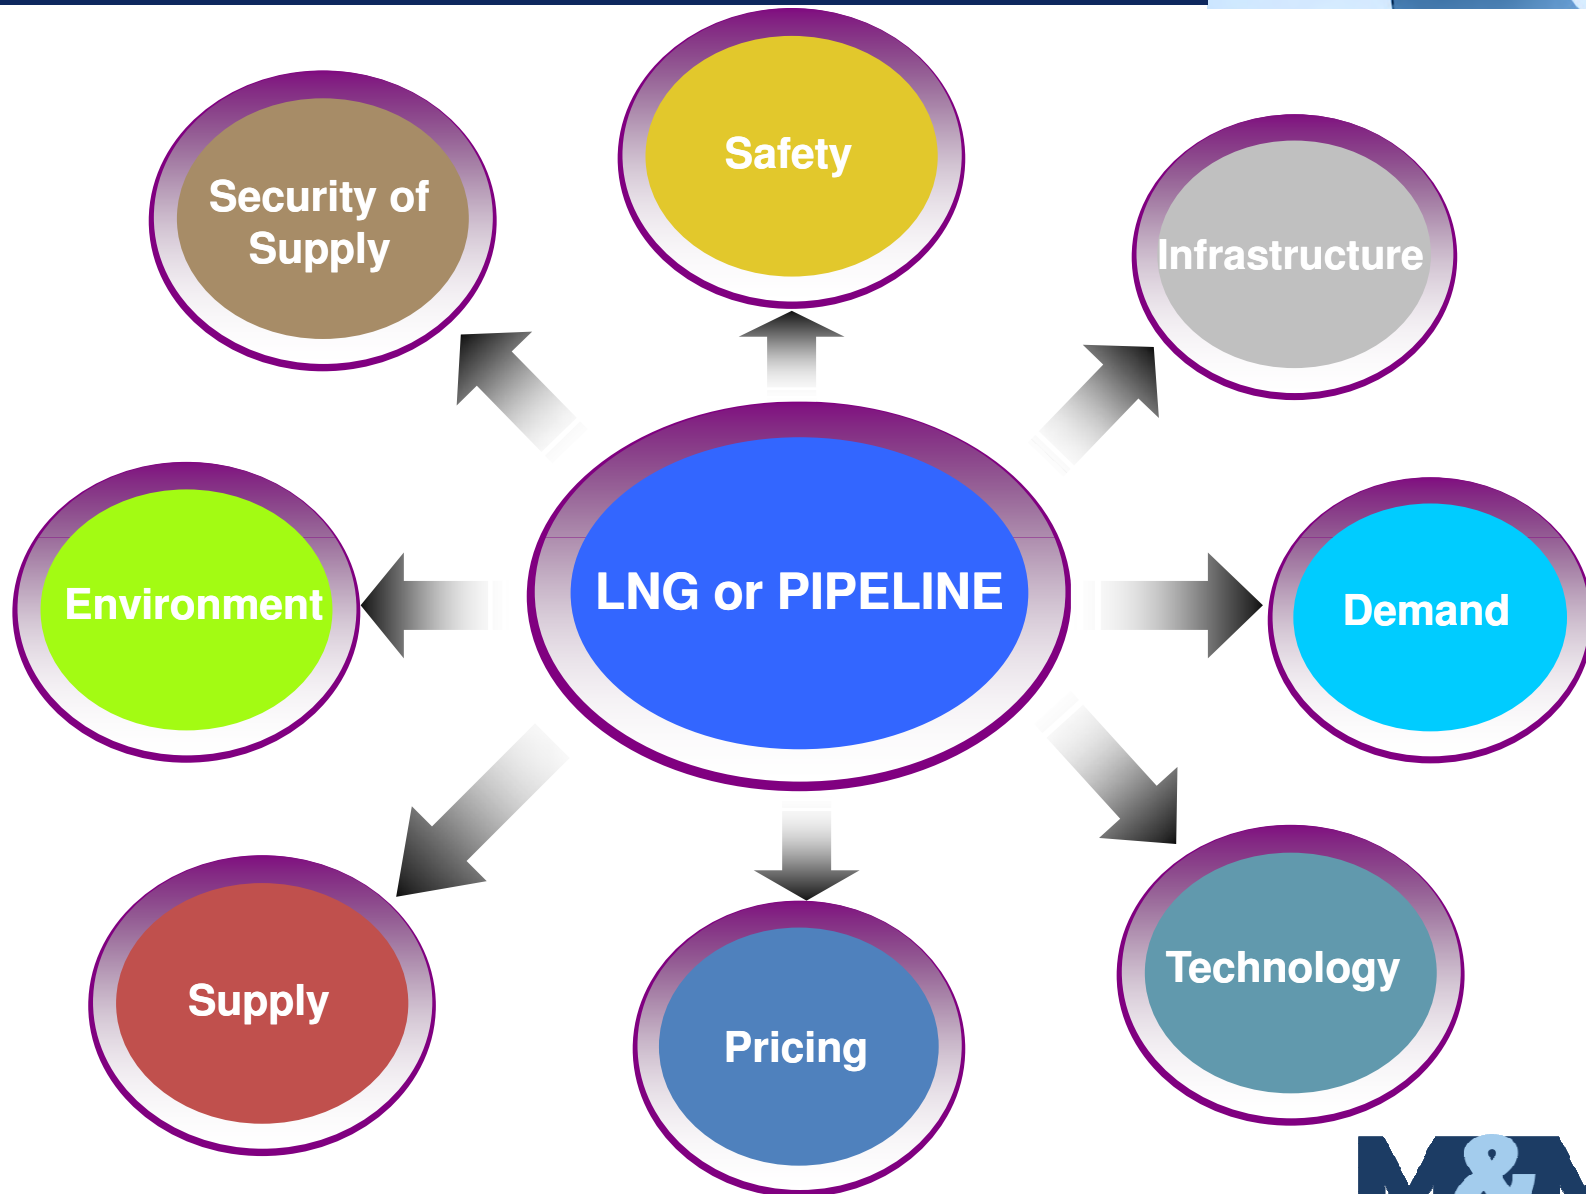 Safety
Security of
Supply
Infrastructure
Environment
LNG or PIPELINE
Demand
Technology
Supply
Pricing